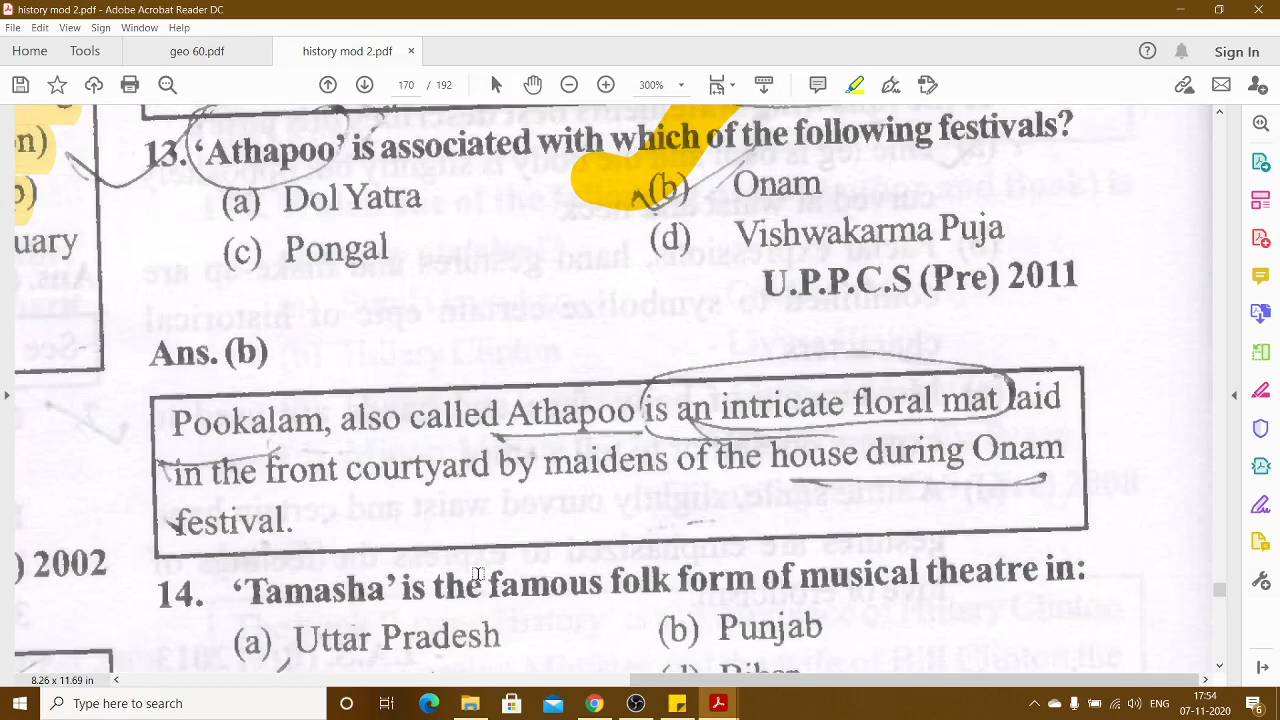 history mod 2.pdf - Adobe Acrobat Reader DC
File Edit View Sign Window Help
Home Tools geo 60.pdf history mod 2.pdf × Sign In
170 / 192 300%
13. ‘Athapoo’ is associated with which of the following festivals?
(a) Dol Yatra (b) Onam
(c) Pongal (d) Vishwakarma Puja
U.P.P.C.S (Pre) 2011
Ans. (b)
Pookalam, also called Athapoo is an intricate floral mat laid
in the front courtyard by maidens of the house during Onam
festival.
14. ‘Tamasha’ is the famous folk form of musical theatre in:
(a) Uttar Pradesh (b) Punjab
n)
)
uary
) 2002
8.26 x 11.69 in
Type here to search
ENG 17:54
07-11-2020 6